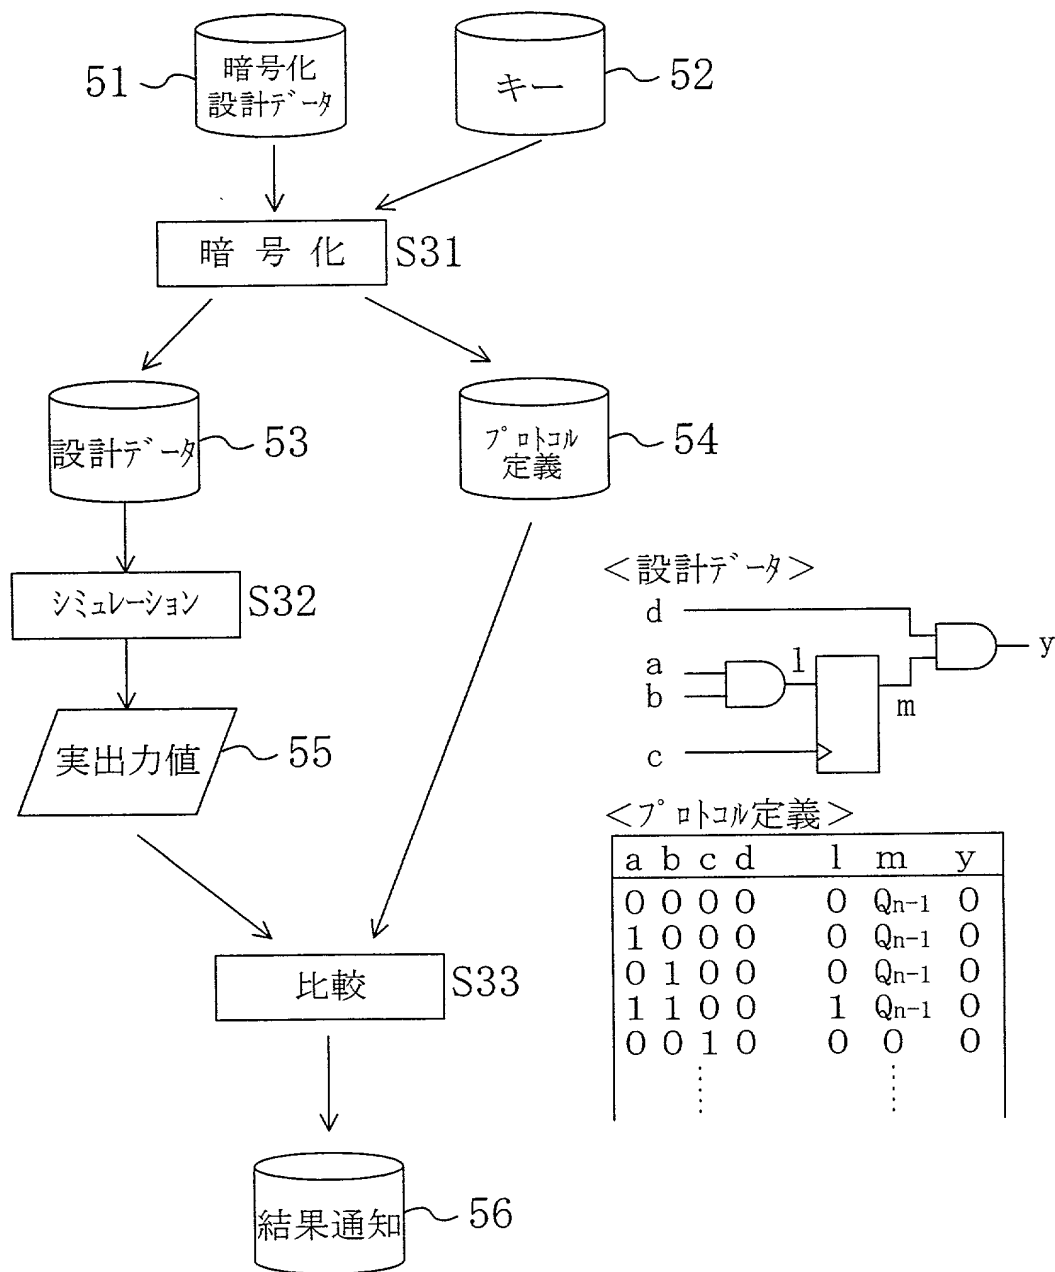 51
暗号化
設計データ
キー
52
暗号化
S31
設計データ
53
プロトコル
定義
54
シミュレーション
S32
実出力値
55
比較
S33
結果通知
56
<設計データ>
d
a
b
c
l
m
y
<プロトコル定義>
a b c d l m y
0 0 0 0 0 Qn-1 0
1 0 0 0 0 Qn-1 0
0 1 0 0 0 Qn-1 0
1 1 0 0 1 Qn-1 0
0 0 1 0 0 0 0